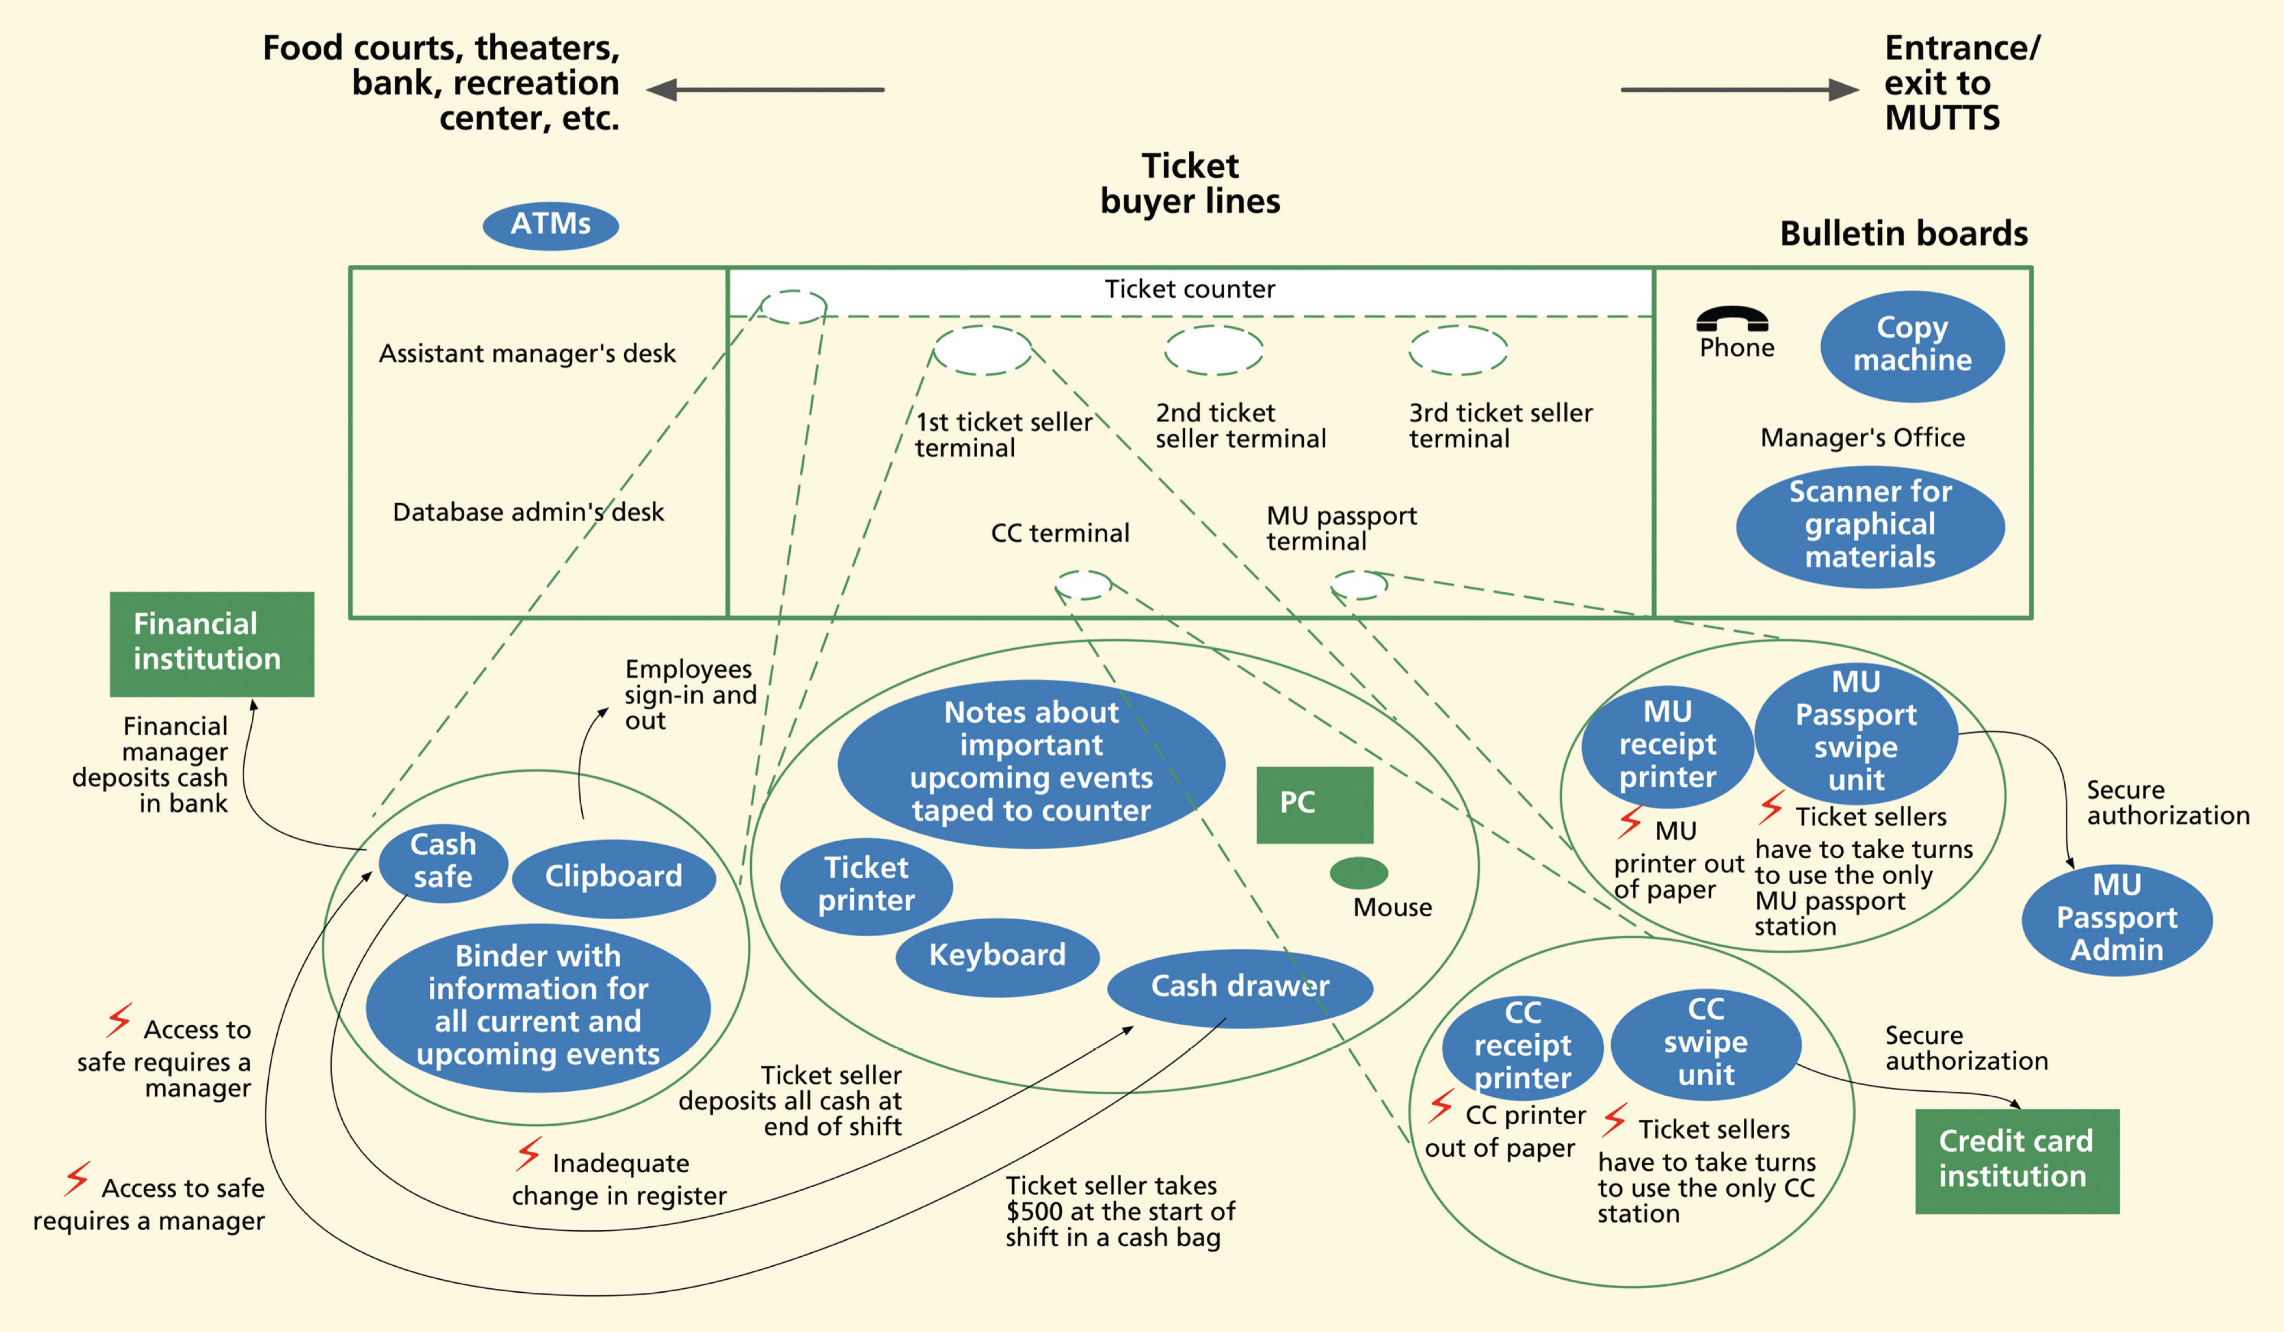 Food courts, theaters,
bank, recreation
center, etc.
Entrance/
exit to
MUTTS
Ticket
buyer lines
ATMs
Bulletin boards
Ticket counter
Assistant manager's desk
Database admin's desk
1st ticket seller
terminal
2nd ticket
seller terminal
3rd ticket seller
terminal
CC terminal
MU passport
terminal
Phone
Copy
machine
Manager's Office
Scanner for
graphical
materials
Financial
institution
Financial
manager
deposits cash
in bank
Employees
sign-in and
out
Cash
safe
Clipboard
Binder with
information for
all current and
upcoming events
Access to
safe requires a
manager
Access to safe
requires a manager
Inadequate
change in register
Notes about
important
upcoming events
taped to counter
PC
Mouse
Ticket
printer
Keyboard
Cash drawer
Ticket seller
deposits all cash at
end of shift
Ticket seller takes
$500 at the start of
shift in a cash bag
MU
receipt
printer
MU
Passport
swipe
unit
MU
printer out
of paper
Ticket sellers
have to take turns
to use the only
MU passport
station
Secure
authorization
MU
Passport
Admin
CC
receipt
printer
CC
swipe
unit
CC printer
out of paper
Ticket sellers
have to take turns
to use the only CC
station
Secure
authorization
Credit card
institution